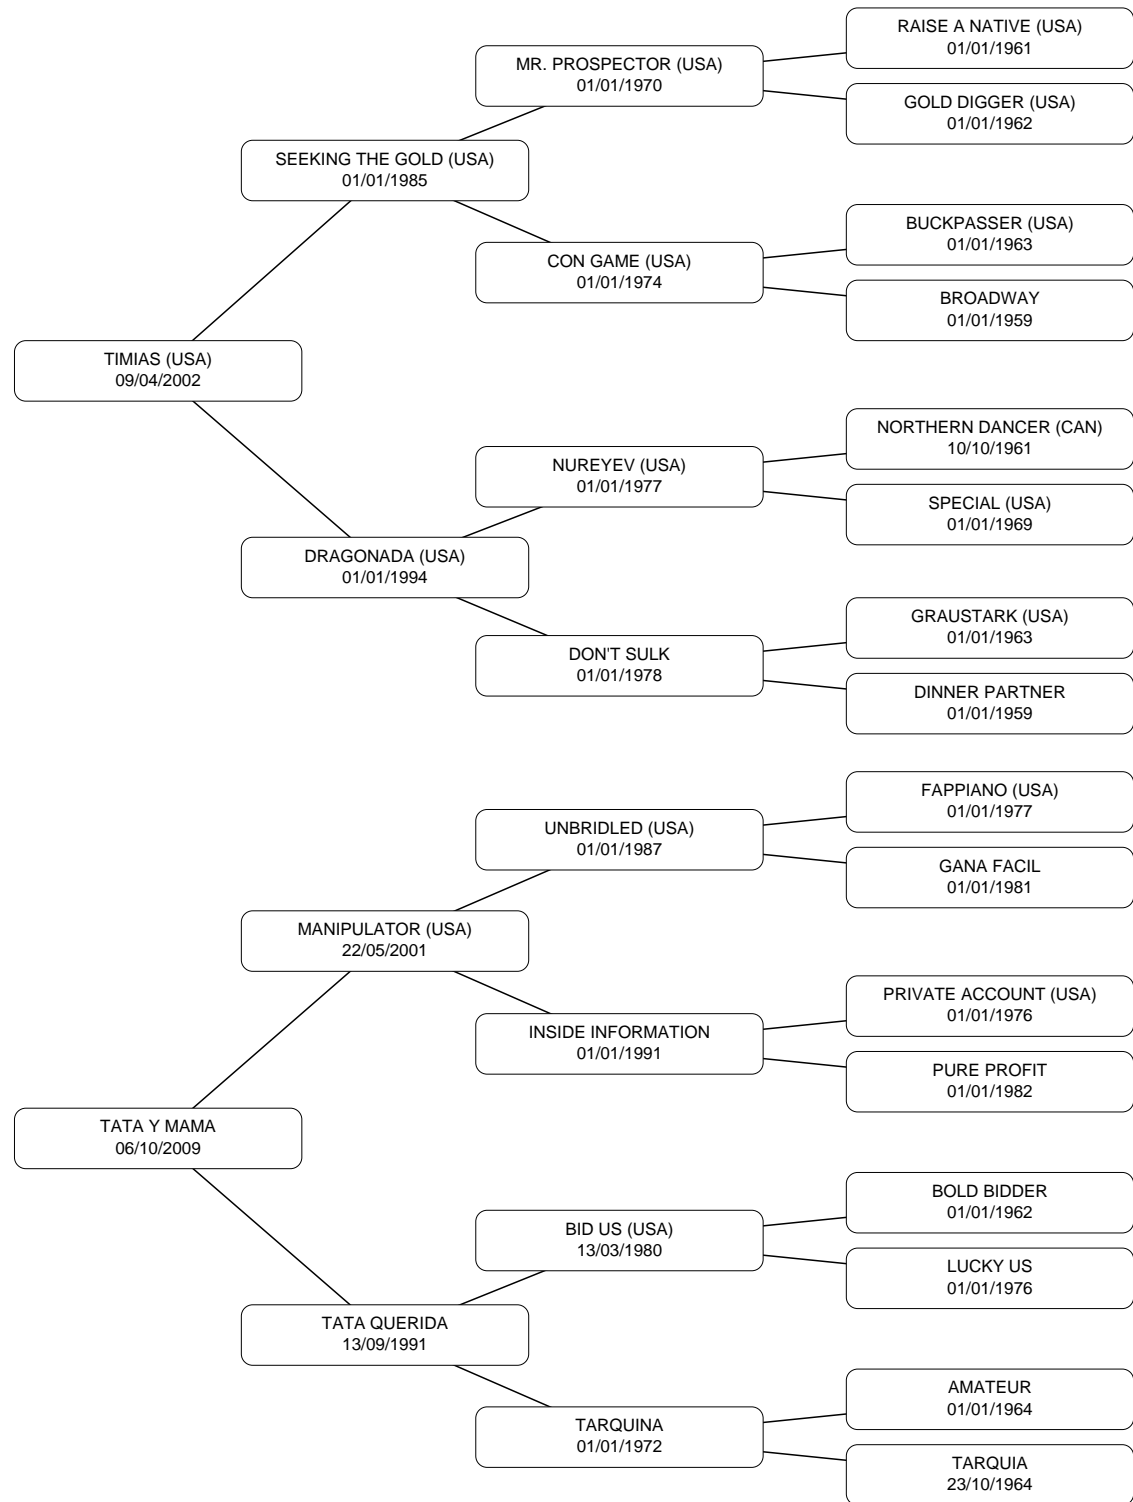 RAISE A NATIVE (USA)
01/01/1961
MR. PROSPECTOR (USA)
01/01/1970
GOLD DIGGER (USA)
01/01/1962
SEEKING THE GOLD (USA)
01/01/1985
BUCKPASSER (USA)
01/01/1963
CON GAME (USA)
01/01/1974
BROADWAY
01/01/1959
TIMIAS (USA)
09/04/2002
NORTHERN DANCER (CAN)
10/10/1961
NUREYEV (USA)
01/01/1977
SPECIAL (USA)
01/01/1969
DRAGONADA (USA)
01/01/1994
GRAUSTARK (USA)
01/01/1963
DON'T SULK
01/01/1978
DINNER PARTNER
01/01/1959
FAPPIANO (USA)
01/01/1977
UNBRIDLED (USA)
01/01/1987
GANA FACIL
01/01/1981
MANIPULATOR (USA)
22/05/2001
PRIVATE ACCOUNT (USA)
01/01/1976
INSIDE INFORMATION
01/01/1991
PURE PROFIT
01/01/1982
TATA Y MAMA
06/10/2009
BOLD BIDDER
01/01/1962
BID US (USA)
13/03/1980
LUCKY US
01/01/1976
TATA QUERIDA
13/09/1991
AMATEUR
01/01/1964
TARQUINA
01/01/1972
TARQUIA
23/10/1964